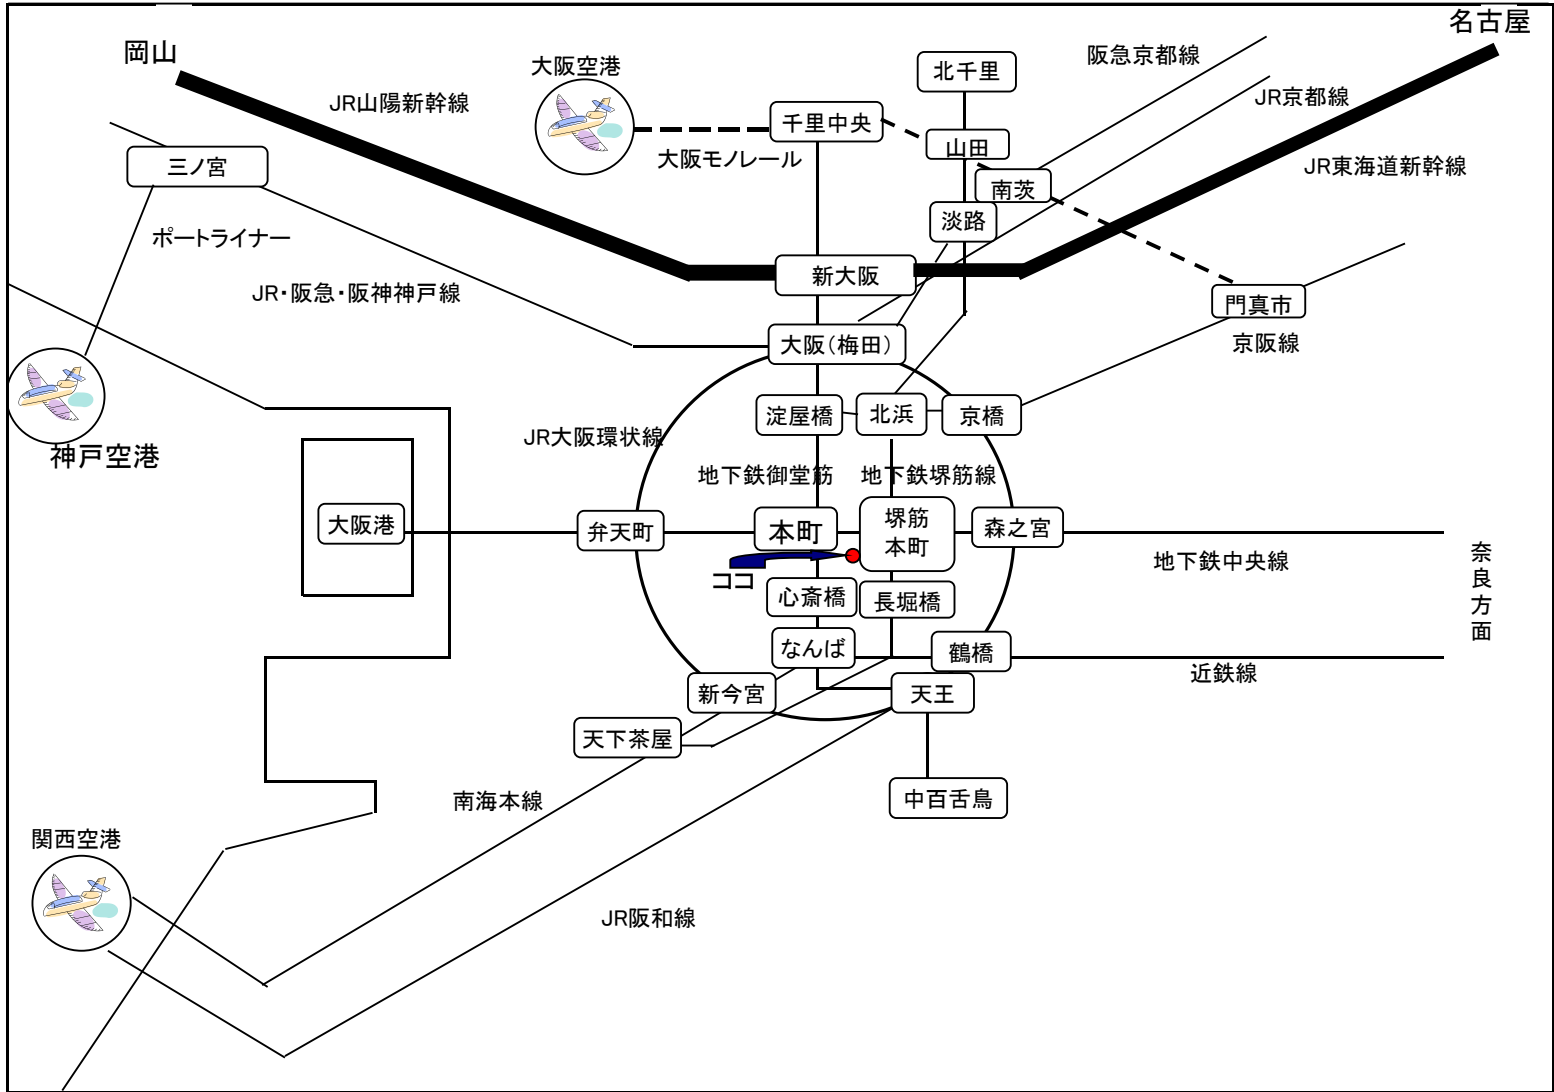 名古屋
岡山
大阪空港
北千里
阪急京都線
JR山陽新幹線
JR京都線
千里中央
山田
大阪モノレール
三ノ宮
JR東海道新幹線
南茨
淡路
ポートライナー
新大阪
JR・阪急・阪神神戸線
門真市
大阪（梅田）
京阪線
淀屋橋
北浜
京橋
JR大阪環状線
神戸空港
地下鉄御堂筋
地下鉄堺筋線
大阪港
弁天町
本町
堺筋
本町
森之宮
地下鉄中央線
奈良方面
ココ
心斎橋
長堀橋
なんば
鶴橋
近鉄線
新今宮
天王
天下茶屋
南海本線
中百舌鳥
関西空港
JR阪和線